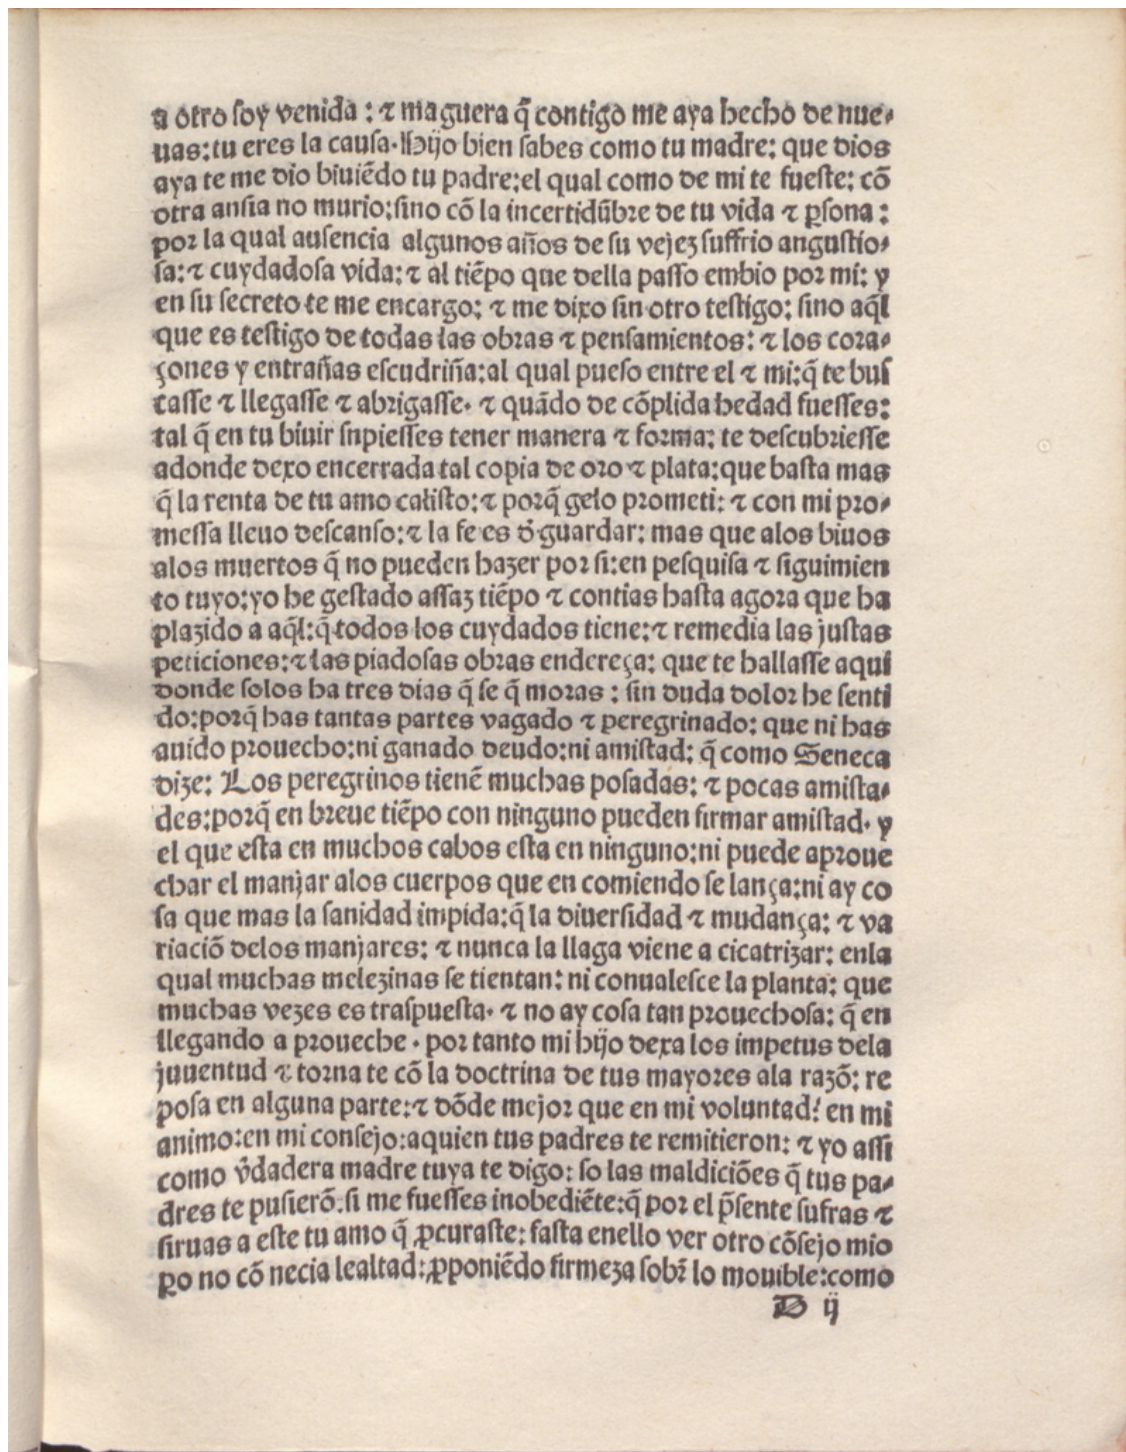 a otro soy venida : ⁊ maguera q̃ contigo me aya hecho de nue⸗
uas:tu eres la causa. Hijo bien sabes como tu madre: que dios
aya te me dio biuiẽdo tu padre:el qual como de mi te fueste: cõ
otra ansia no murio:sino cõ la incertidũbre de tu vida ⁊ ꝑsona :
por la qual ausencia algunos años de su vejez suffrio angustio⸗
sa:⁊ cuydadosa vida:⁊ al tiẽpo que della passo embio por mi: y
en su secreto te me encargo: ⁊ me dixo sin otro testigo: sino aq̃l
que es testigo de todas las obras ⁊ pensamientos: ⁊ los cora⸗
çones y entrañas escudriña:al qual pueso entre el ⁊ mi:q̃ te bus
casse ⁊ llegasse ⁊ abrigasse. ⁊ quãdo de cõplida hedad fuesses:
tal q̃ en tu biuir snpiesses tener manera ⁊ forma: te descubriesse
adonde dexo encerrada tal copia de oro ⁊ plata:que basta mas
q̃ la renta de tu amo calisto:⁊ porq̃ gelo prometi: ⁊ con mi pro⸗
messa lleuo descanso:⁊ la fe es đ guardar: mas que alos biuos
alos muertos q̃ no pueden hazer por si:en pesquisa ⁊ siguimien
to tuyo:yo he gestado assaz tiẽpo ⁊ contias hasta agora que ha
plazido a aq̃l:q̃ todos los cuydados tiene:⁊ remedia las justas
peticiones:⁊ las piadosas obras endereça: que te hallasse aqui
donde solos ha tres dias q̃ se q̃ moras : sin duda dolor he senti
do:porq̃ has tantas partes vagado ⁊ peregrinado: que ni has
auido prouecho:ni ganado deudo:ni amistad: q̃ como Seneca
dize: Los peregrinos tienẽ muchas posadas: ⁊ pocas amista⸗
des:porq̃ en breue tiẽpo con ninguno pueden firmar amistad. y
el que esta en muchos cabos esta en ninguno:ni puede aproue
char el manjar alos cuerpos que en comiendo se lança:ni ay co
sa que mas la sanidad impida:q̃ la diuersidad ⁊ mudança: ⁊ va
riaciõ delos manjares: ⁊ nunca la llaga viene a cicatrizar: enla
qual muchas melezinas se tientan: ni conualesce la planta: que
muchas vezes es traspuesta. ⁊ no ay cosa tan prouechosa: q̃ en
llegando a proueche . por tanto mi hijo dexa los impetus dela
juuentud ⁊ torna te cõ la doctrina de tus mayores ala razõ: re
posa en alguna parte:⁊ dõde mejor que en mi voluntad: en mi
animo:en mi consejo:aquien tus padres te remitieron: ⁊ yo assi
como v̉dadera madre tuya te digo: so las maldiciões q̃ tus pa⸗
dres te pusierõ:si me fuesses inobediẽte:q̃ por el p̃sente sufras ⁊
siruas a este tu amo q̃ ꝓcuraste: fasta enello ver otro cõsejo mio
ꝑo no cõ necia lealtad:ꝓponiẽdo firmeza sobr̃ lo mouible:como
D ij